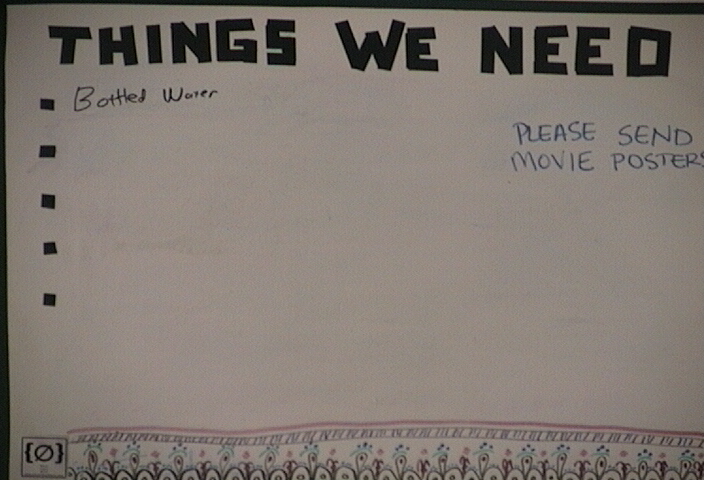 THINGS WE NEED
Bottled Water
PLEASE SEND
MOVIE POSTERS
{Ø}